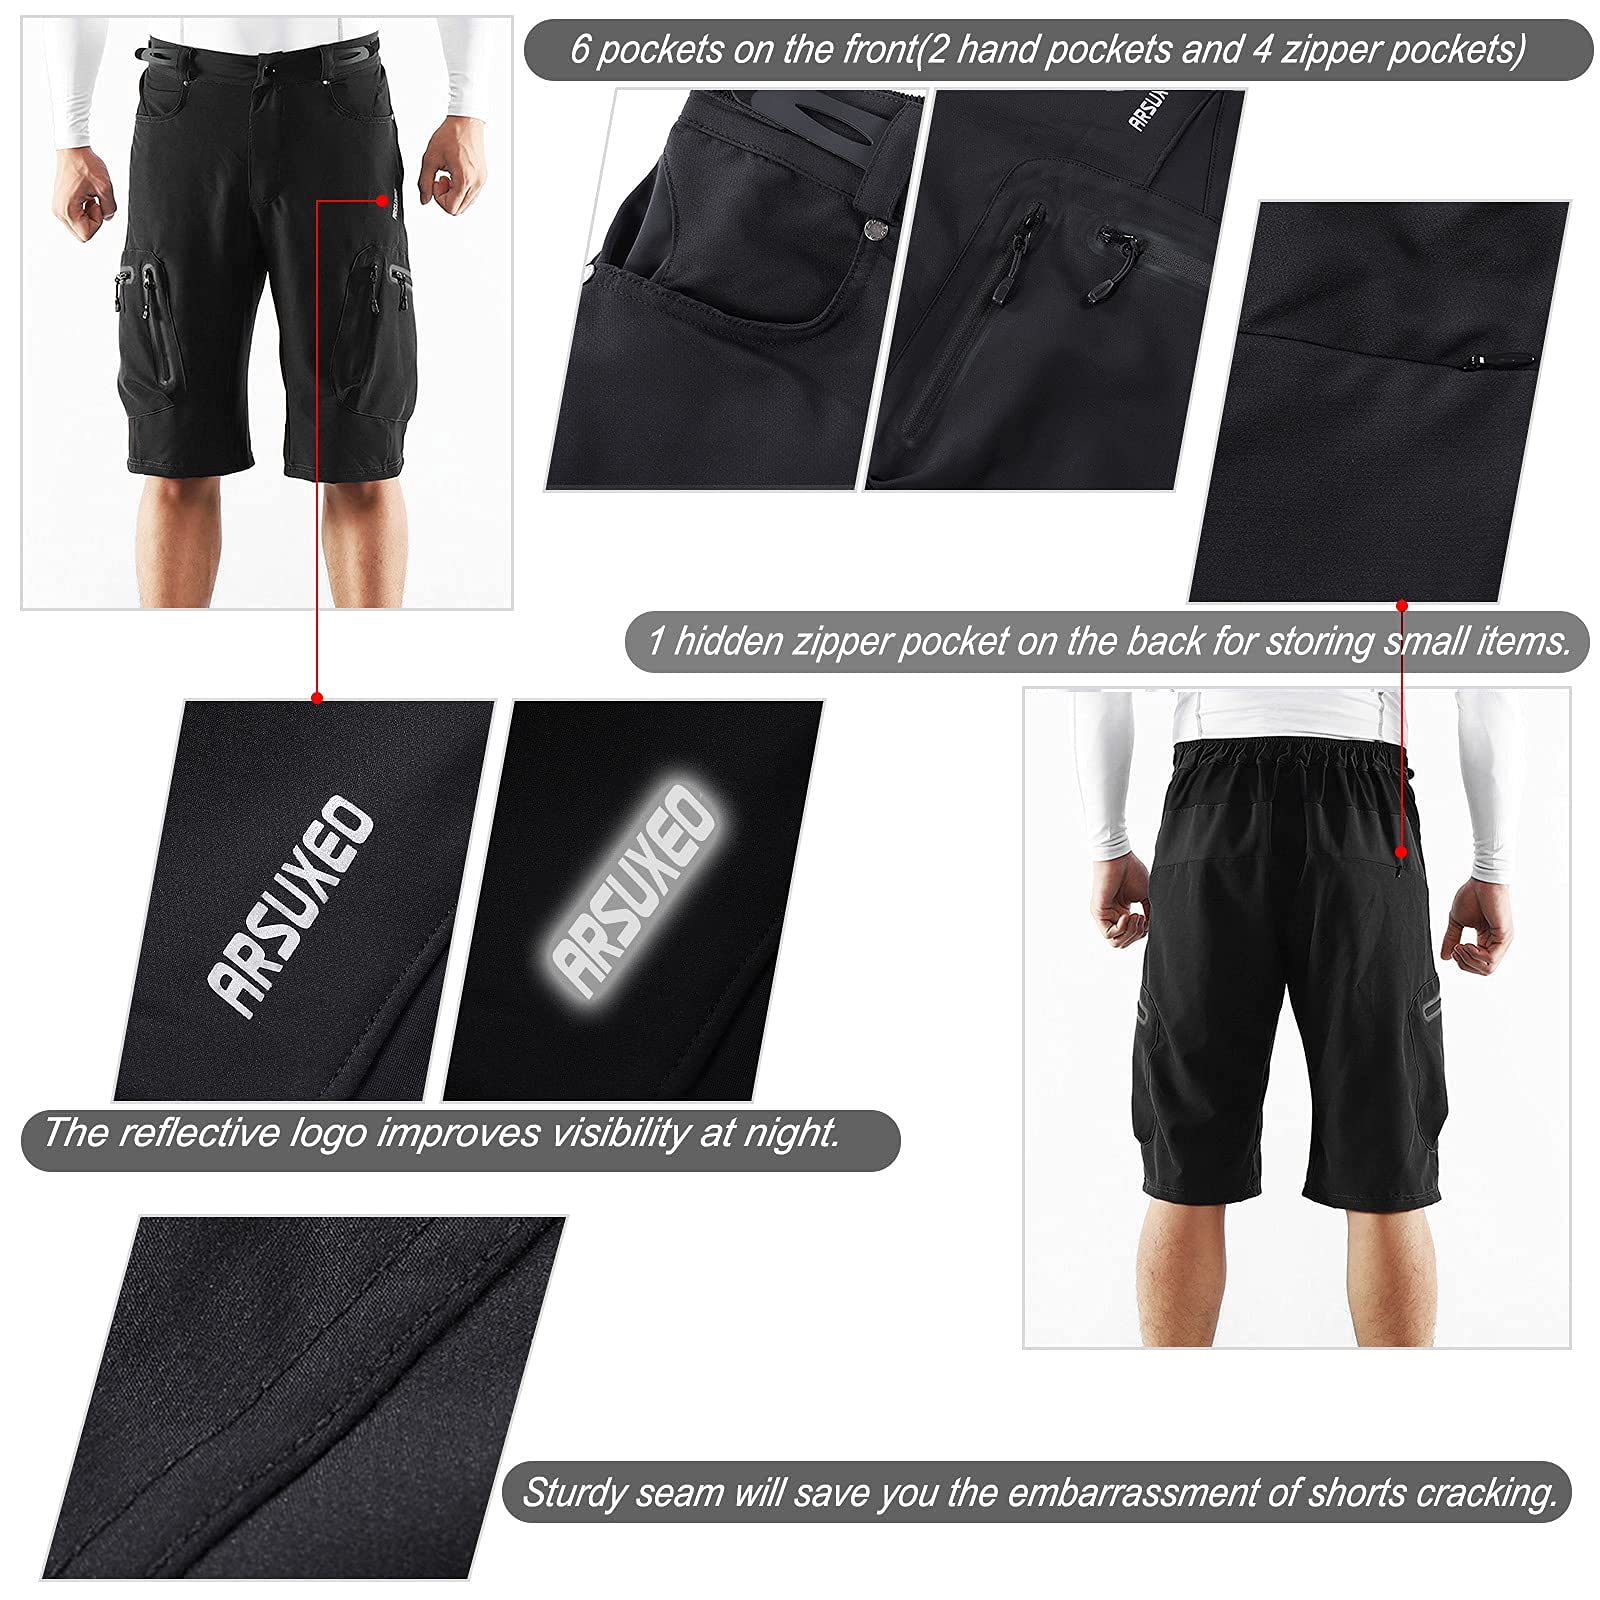 6 pockets on the front(2 hand pockets and 4 zipper pockets)
ARSUX
ARSUXEO
1 hidden zipper pocket on the back for storing small items.
ARSUXEO
ARSUXEO
The reflective logo improves visibility at night.
Sturdy seam will save you the embarrassment of shorts cracking.